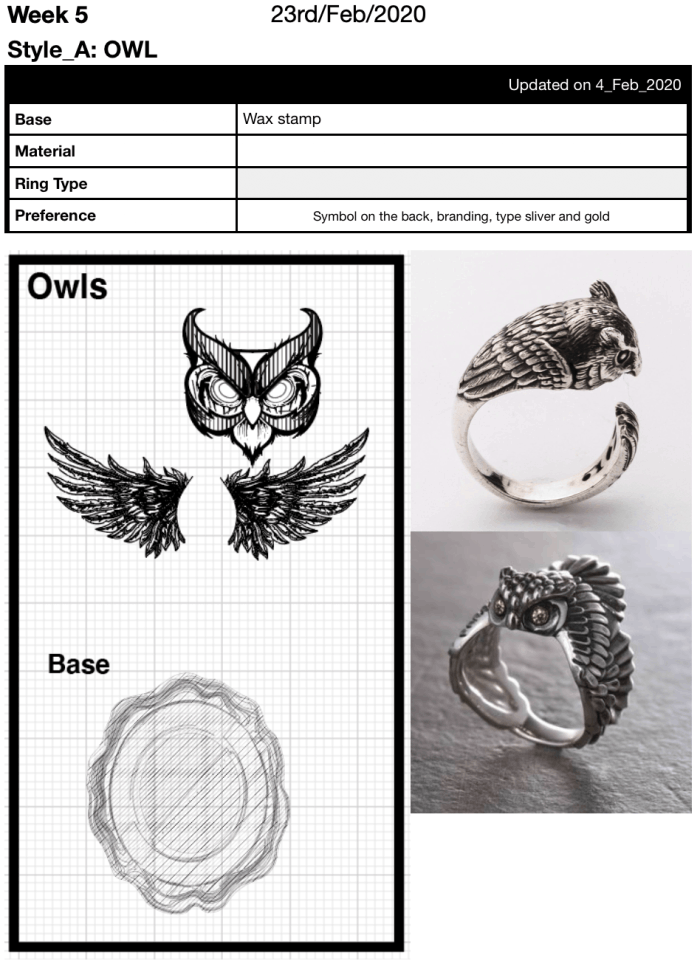 Week 5 23rd/Feb/2020
Style_A: OWL
Updated on 4_Feb_2020
Base Wax stamp
Material
Ring Type
Preference Symbol on the back, branding, type sliver and gold
Owls
Base